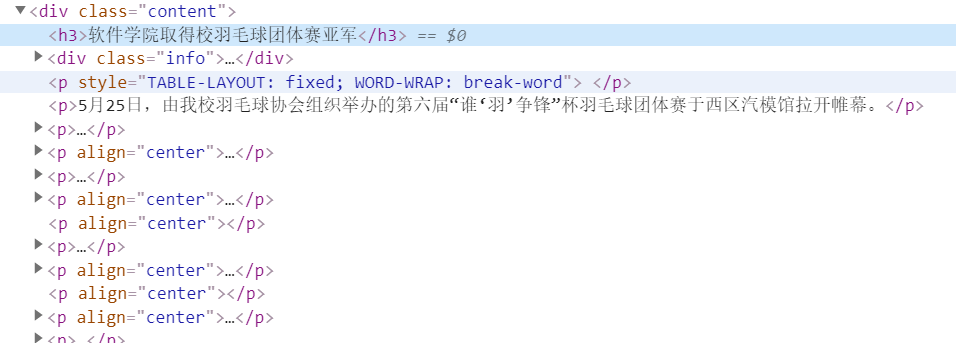 ▼<div class="content">
<h3>软件学院取得校羽毛球团体赛亚军</h3> == $0
▶<div class="info">…</div>
<p style="TABLE-LAYOUT: fixed; WORD-WRAP: break-word"> </p>
<p>5月25日，由我校羽毛球协会组织举办的第六届“谁‘羽’争锋”杯羽毛球团体赛于西区汽模馆拉开帷幕。</p>
▶<p>…</p>
▶<p align="center">…</p>
▶<p>…</p>
▶<p align="center">…</p>
<p align="center"></p>
▶<p>…</p>
▶<p align="center">…</p>
<p align="center"></p>
▶<p align="center">…</p>
▶<p>…</p>